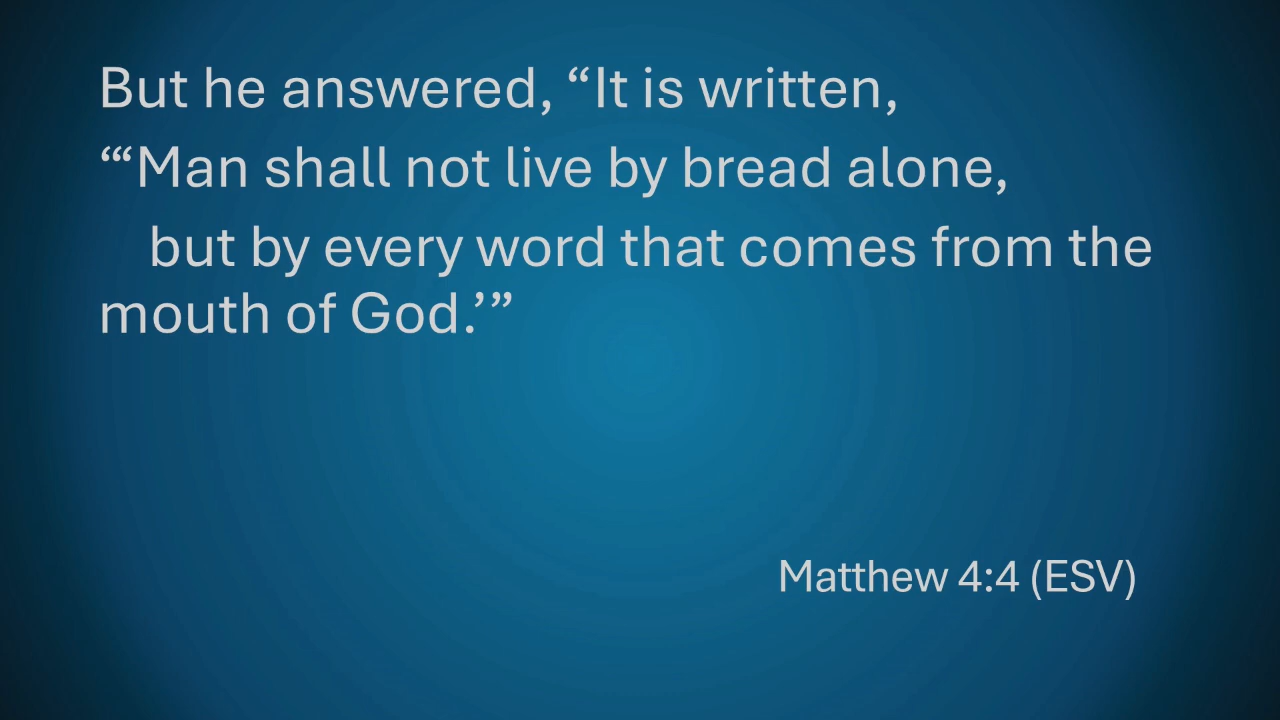 But he answered, “It is written,
“‘Man shall not live by bread alone,
but by every word that comes from the
mouth of God.’”
Matthew 4:4 (ESV)